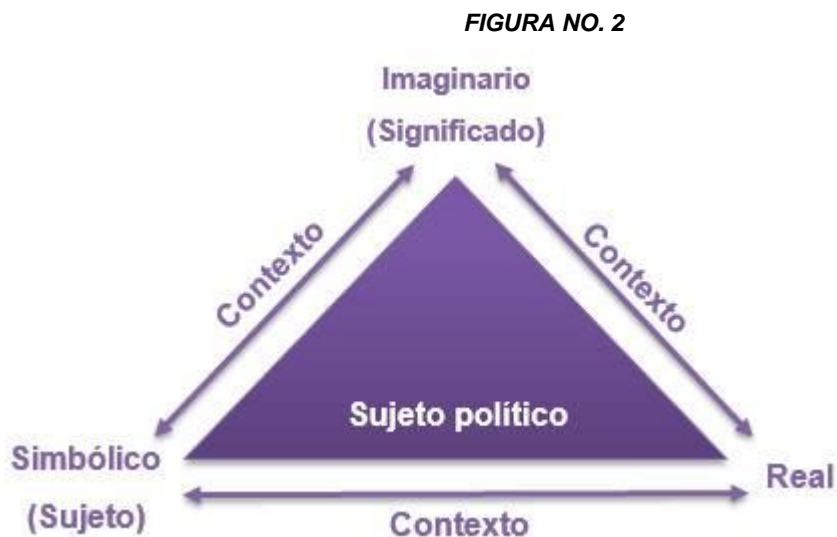 FIGURA NO. 2
Imaginario
(Significado)
Contexto
Contexto
Sujeto político
Simbólico
(Sujeto)
Real
Contexto